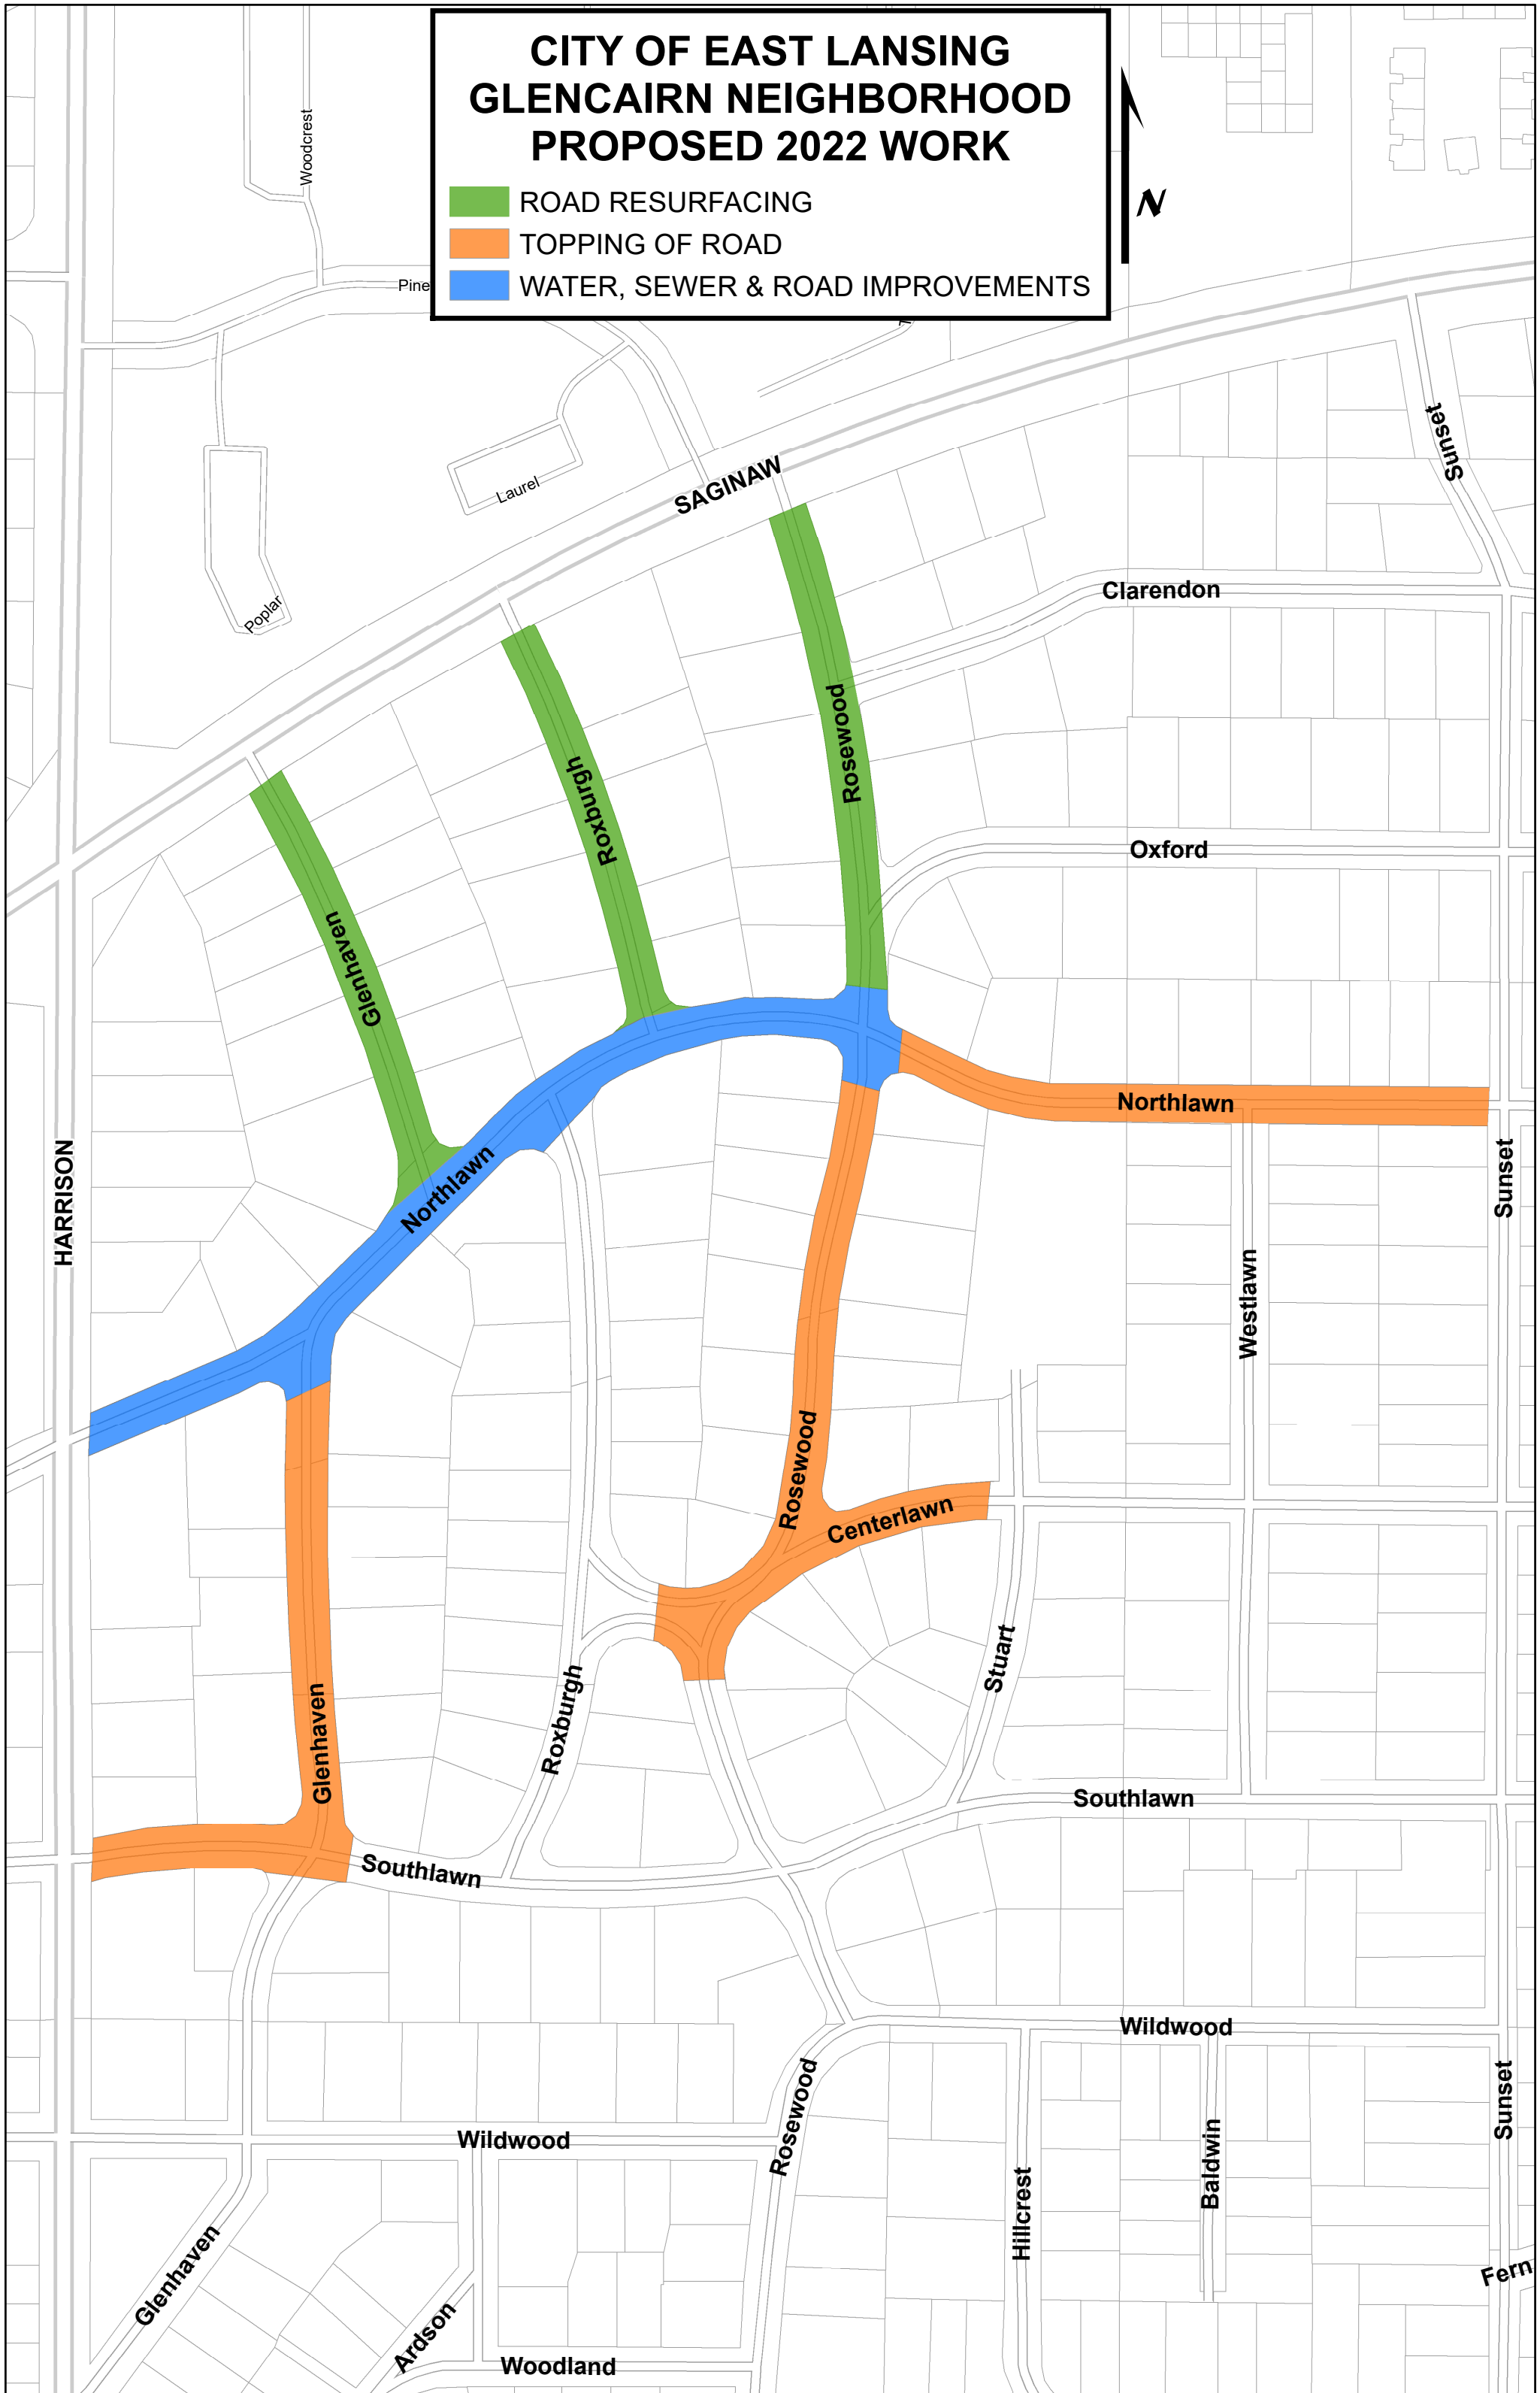 CITY OF EAST LANSING
GLENCAIRN NEIGHBORHOOD
PROPOSED 2022 WORK
ROAD RESURFACING
TOPPING OF ROAD
WATER, SEWER & ROAD IMPROVEMENTS
N
Woodcrest
Pine
Laurel
SAGINAW
Sunset
Poplar
Clarendon
Rosewood
Roxburgh
Oxford
Glenhaven
Northlawn
Northlawn
HARRISON
Sunset
Westlawn
Rosewood
Centerlawn
Stuart
Roxburgh
Glenhaven
Southlawn
Southlawn
Wildwood
Rosewood
Sunset
Wildwood
Baldwin
Hillcrest
Glenhaven
Fern
Ardson
Woodland